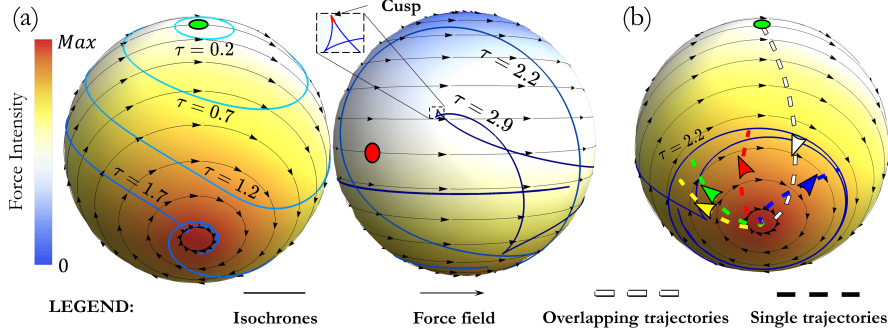 (a)
Max
Force Intensity
0
τ = 0.2
τ = 0.7
τ = 1.2
τ = 1.7
Cusp
τ = 2.2
τ = 2.9
(b)
τ = 2.2
LEGEND:
Isochrones
Force field
Overlapping trajectories
Single trajectories